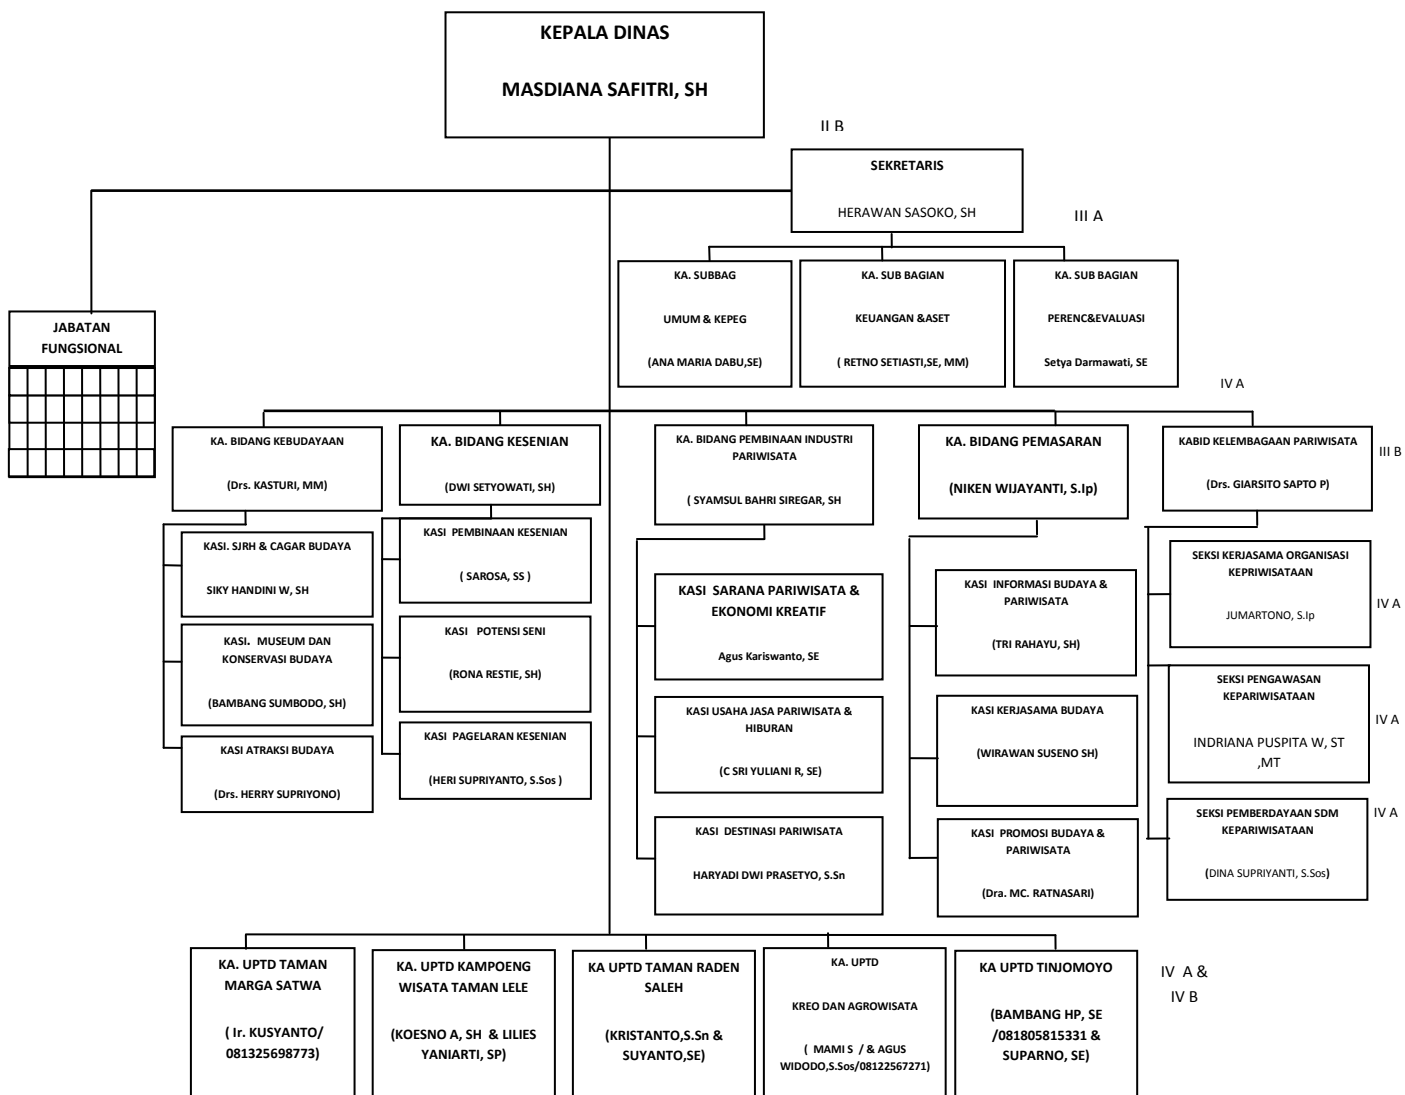 KEPALA DINAS
MASDIANA SAFITRI, SH
II B
SEKRETARIS
HERAWAN SASOKO, SH
III A
KA. SUBBAG
UMUM & KEPEG
(ANA MARIA DABU,SE)
KA. SUB BAGIAN
KEUANGAN &ASET
( RETNO SETIASTI,SE, MM)
KA. SUB BAGIAN
PERENC&EVALUASI
Setya Darmawati, SE
IV A
JABATAN
FUNGSIONAL
KA. BIDANG KEBUDAYAAN
(Drs. KASTURI, MM)
KASI. SJRH & CAGAR BUDAYA
SIKY HANDINI W, SH
KASI. MUSEUM DAN
KONSERVASI BUDAYA
(BAMBANG SUMBODO, SH)
KASI ATRAKSI BUDAYA
(Drs. HERRY SUPRIYONO)
KA. BIDANG KESENIAN
(DWI SETYOWATI, SH)
KASI PEMBINAAN KESENIAN
( SAROSA, SS )
KASI POTENSI SENI
(RONA RESTIE, SH)
KASI PAGELARAN KESENIAN
(HERI SUPRIYANTO, S.Sos )
KA. BIDANG PEMBINAAN INDUSTRI
PARIWISATA
( SYAMSUL BAHRI SIREGAR, SH
KASI SARANA PARIWISATA &
EKONOMI KREATIF
Agus Kariswanto, SE
KASI USAHA JASA PARIWISATA &
HIBURAN
(C SRI YULIANI R, SE)
KASI DESTINASI PARIWISATA
HARYADI DWI PRASETYO, S.Sn
KA. BIDANG PEMASARAN
(NIKEN WIJAYANTI, S.Ip)
KASI INFORMASI BUDAYA &
PARIWISATA
(TRI RAHAYU, SH)
KASI KERJASAMA BUDAYA
(WIRAWAN SUSENO SH)
KASI PROMOSI BUDAYA &
PARIWISATA
(Dra. MC. RATNASARI)
KABID KELEMBAGAAN PARIWISATA
(Drs. GIARSITO SAPTO P)
III B
SEKSI KERJASAMA ORGANISASI
KEPRIWISATAAN
JUMARTONO, S.Ip
IV A
SEKSI PENGAWASAN
KEPARIWISATAAN
INDRIANA PUSPITA W, ST
,MT
IV A
SEKSI PEMBERDAYAAN SDM
KEPARIWISATAAN
(DINA SUPRIYANTI, S.Sos)
IV A
KA. UPTD TAMAN
MARGA SATWA
( Ir. KUSYANTO/
081325698773)
KA. UPTD KAMPOENG
WISATA TAMAN LELE
(KOESNO A, SH & LILIES
YANIARTI, SP)
KA UPTD TAMAN RADEN
SALEH
(KRISTANTO,S.Sn &
SUYANTO,SE)
KA. UPTD
KREO DAN AGROWISATA
( MAMI S / & AGUS
WIDODO,S.Sos/08122567271)
KA UPTD TINJOMOYO
(BAMBANG HP, SE
/081805815331 &
SUPARNO, SE)
IV A &
IV B